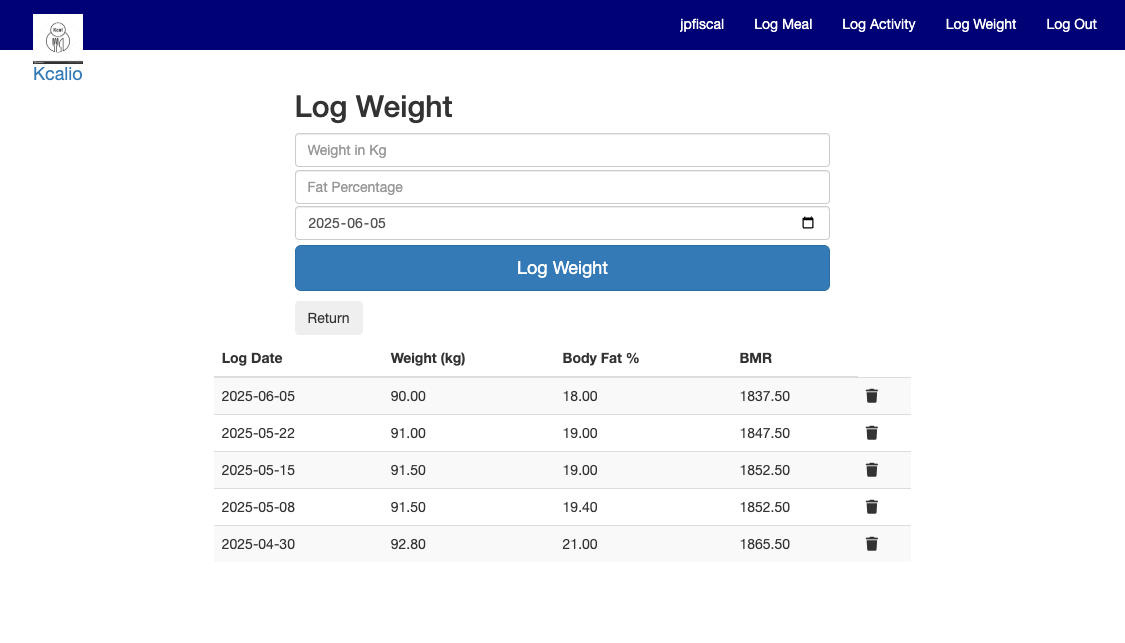 jpfiscal Log Meal Log Activity Log Weight Log Out
Kcal
Kcalio
Log Weight
Weight in Kg
Fat Percentage
2025-06-05
Log Weight
Return
Log Date Weight (kg) Body Fat % BMR
2025-06-05 90.00 18.00 1837.50
2025-05-22 91.00 19.00 1847.50
2025-05-15 91.50 19.00 1852.50
2025-05-08 91.50 19.40 1852.50
2025-04-30 92.80 21.00 1865.50